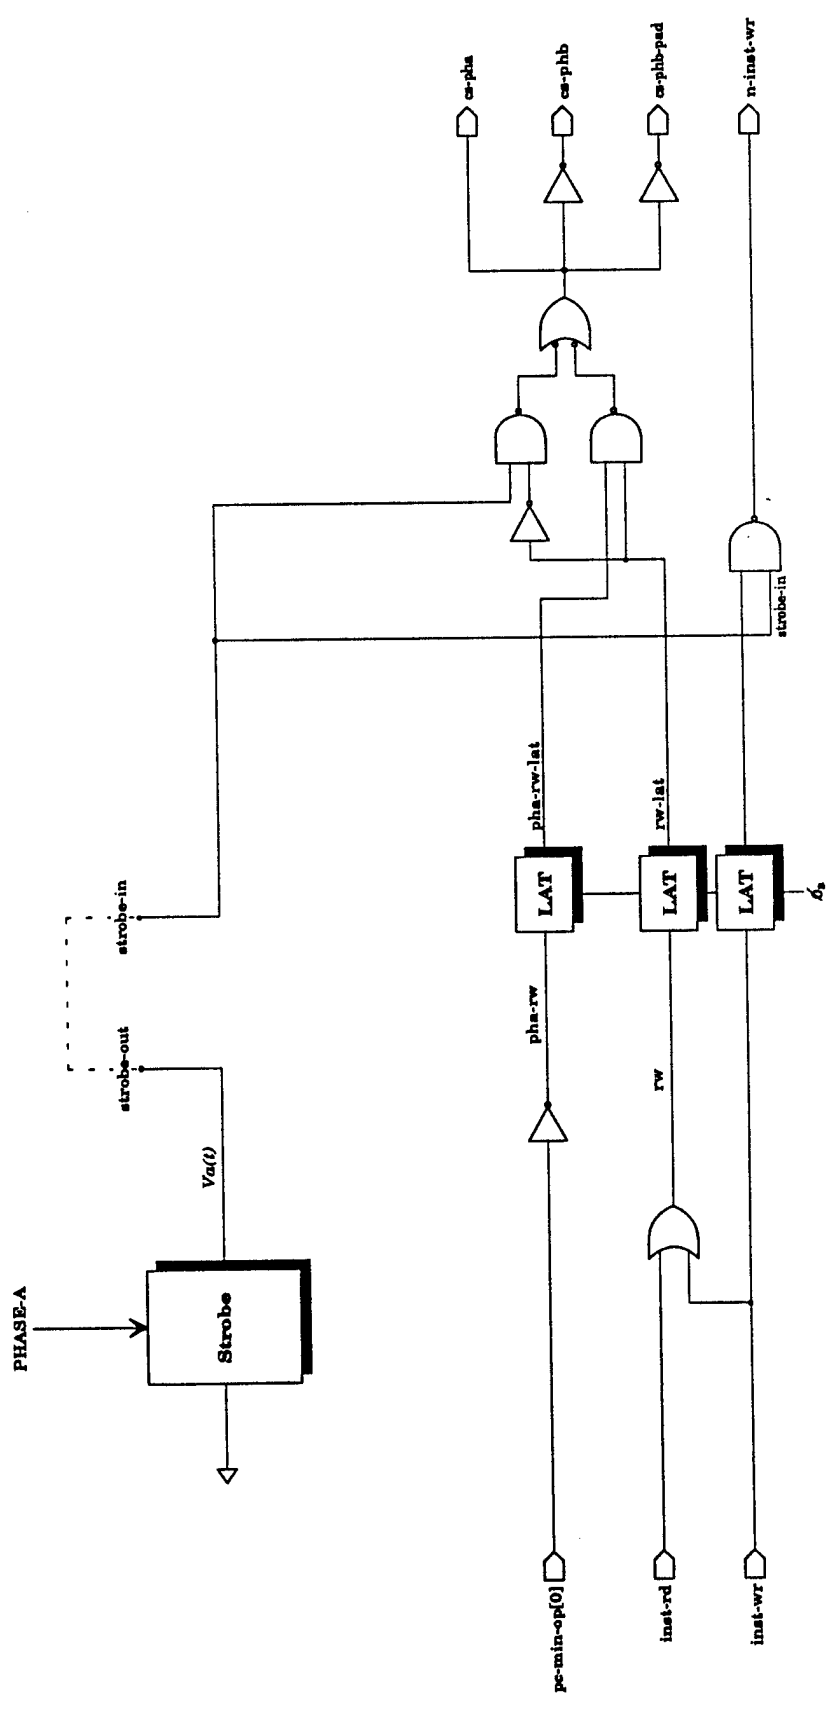 cs-pha
cs-phb
cs-phb-pad
n-inst-wr
strobe-in
strobe-in
strobe-out
pha-rw-lat
rw-lat
LAT
LAT
LAT
pha-rw
rw
Va(t)
PHASE-A
Strobe
pc-min-op[0]
inst-rd
inst-wr